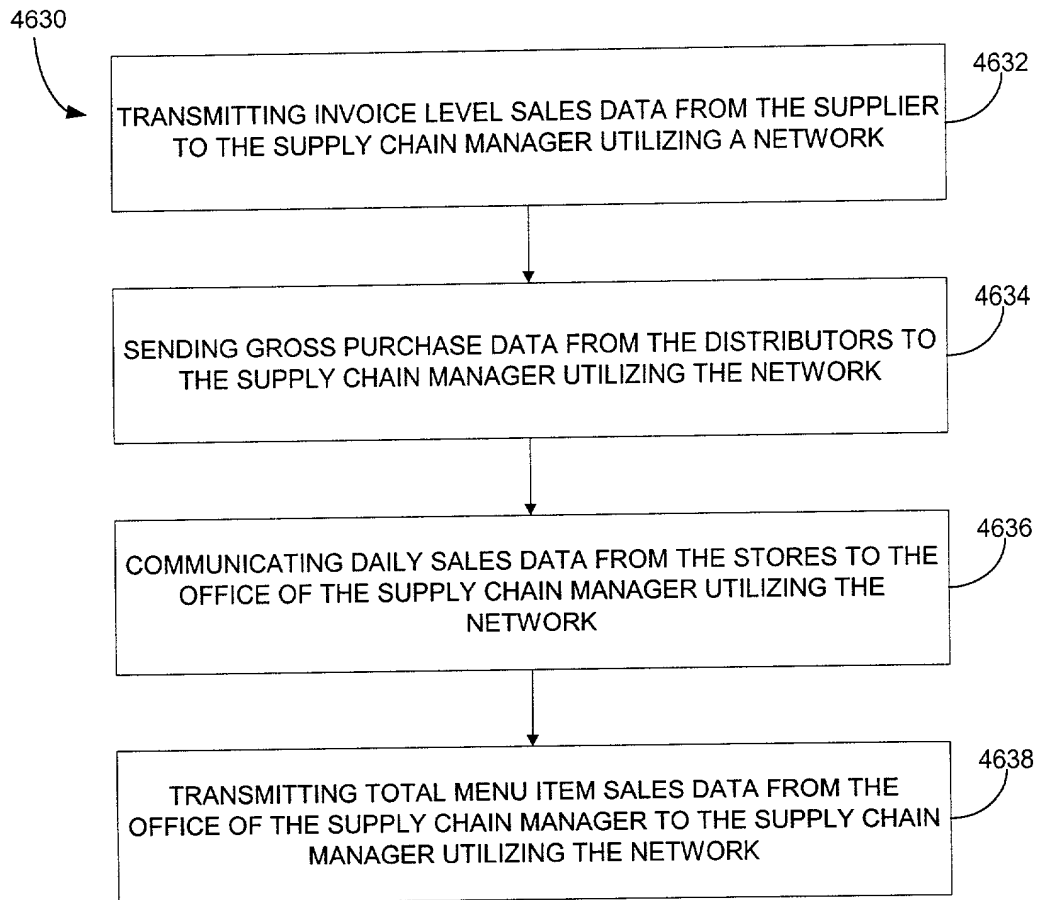 4630
4632
TRANSMITTING INVOICE LEVEL SALES DATA FROM THE SUPPLIER
TO THE SUPPLY CHAIN MANAGER UTILIZING A NETWORK
4634
SENDING GROSS PURCHASE DATA FROM THE DISTRIBUTORS TO
THE SUPPLY CHAIN MANAGER UTILIZING THE NETWORK
4636
COMMUNICATING DAILY SALES DATA FROM THE STORES TO THE
OFFICE OF THE SUPPLY CHAIN MANAGER UTILIZING THE
NETWORK
4638
TRANSMITTING TOTAL MENU ITEM SALES DATA FROM THE
OFFICE OF THE SUPPLY CHAIN MANAGER TO THE SUPPLY CHAIN
MANAGER UTILIZING THE NETWORK